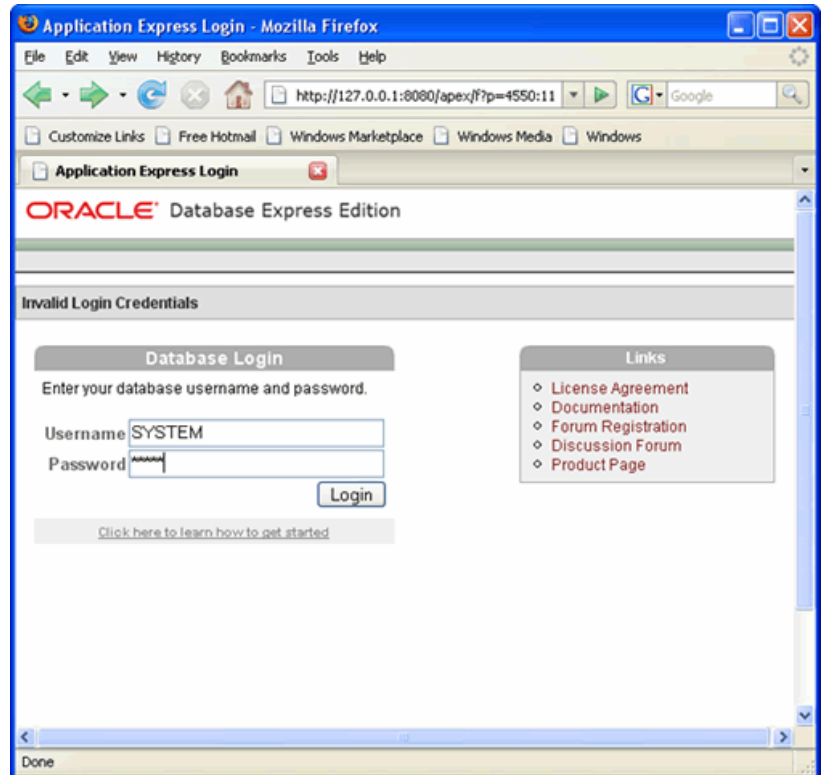 Application Express Login - Mozilla Firefox
File Edit View History Bookmarks Tools Help
http://127.0.0.1:8080/apex/f?p=4550:11
G Google
Customize Links Free Hotmail Windows Marketplace Windows Media Windows
Application Express Login
ORACLE® Database Express Edition
Invalid Login Credentials
Database Login
Enter your database username and password.
Username SYSTEM
Password ******
Login
Click here to learn how to get started
Links
License Agreement
Documentation
Forum Registration
Discussion Forum
Product Page
Done